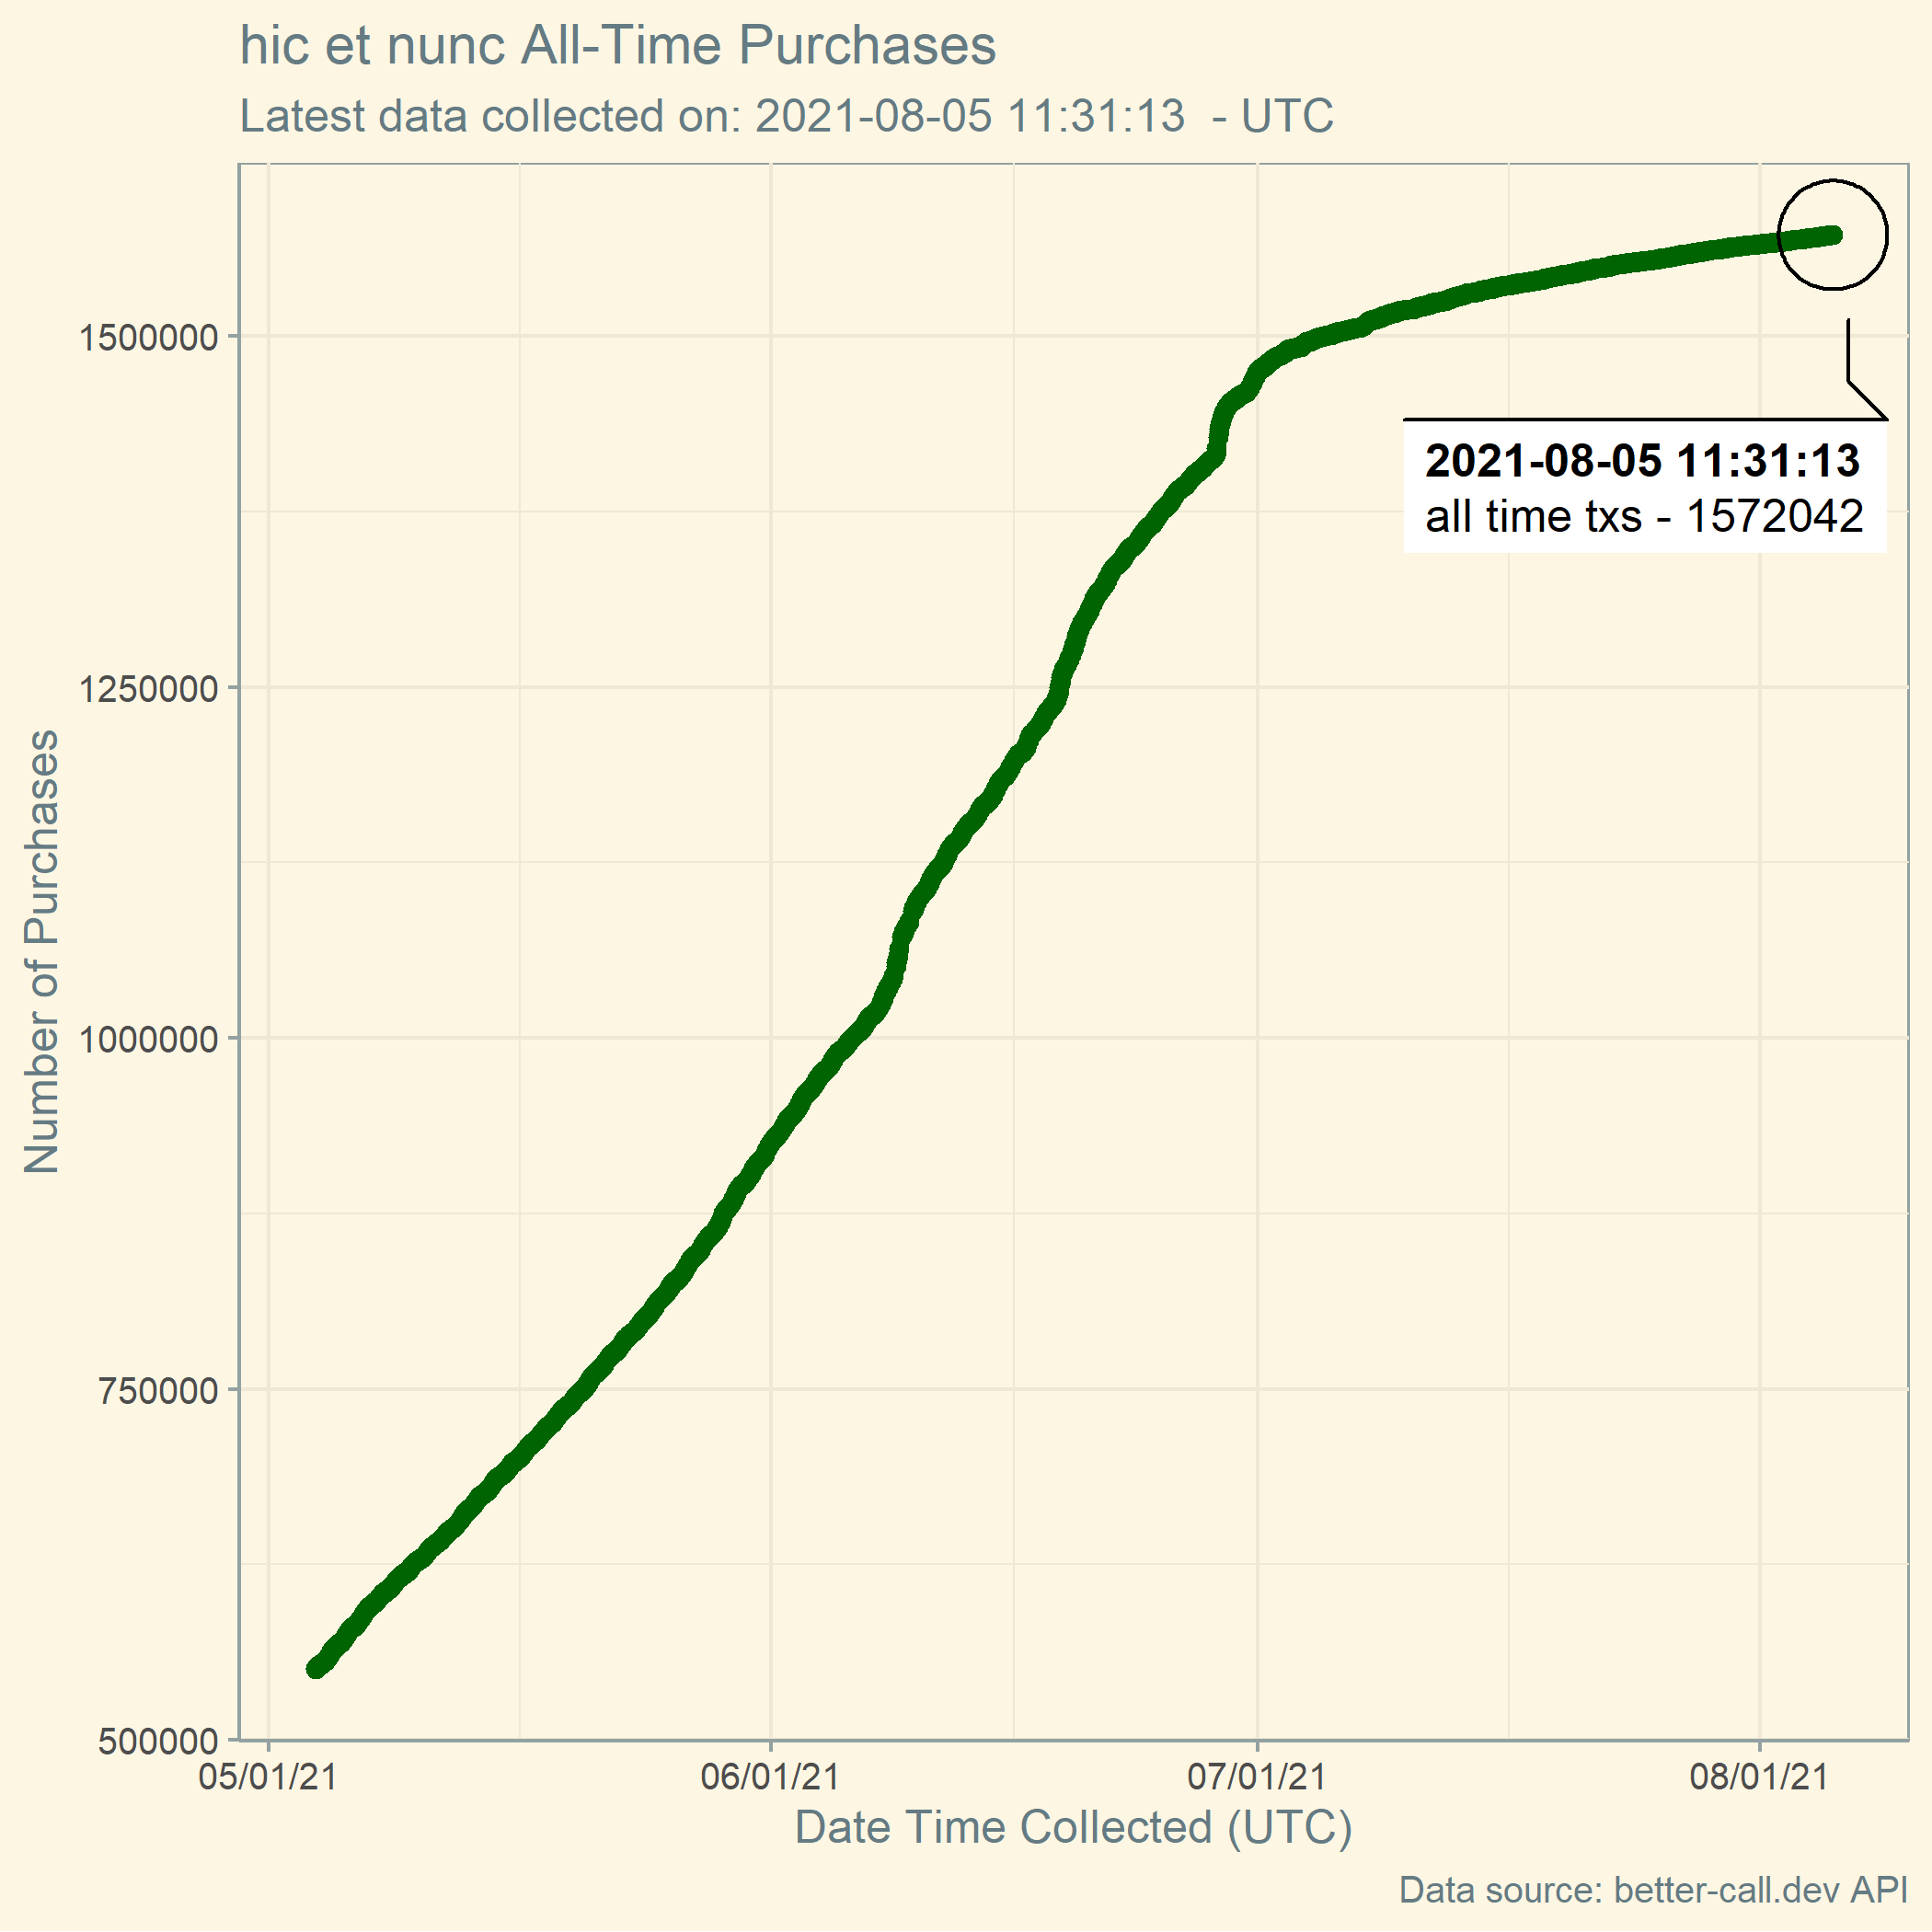 hic et nunc All-Time Purchases
Latest data collected on: 2021-08-05 11:31:13  - UTC
Number of Purchases
1500000
1250000
1000000
750000
500000
2021-08-05 11:31:13
all time txs - 1572042
05/01/21
06/01/21
07/01/21
08/01/21
Date Time Collected (UTC)
Data source: better-call.dev API